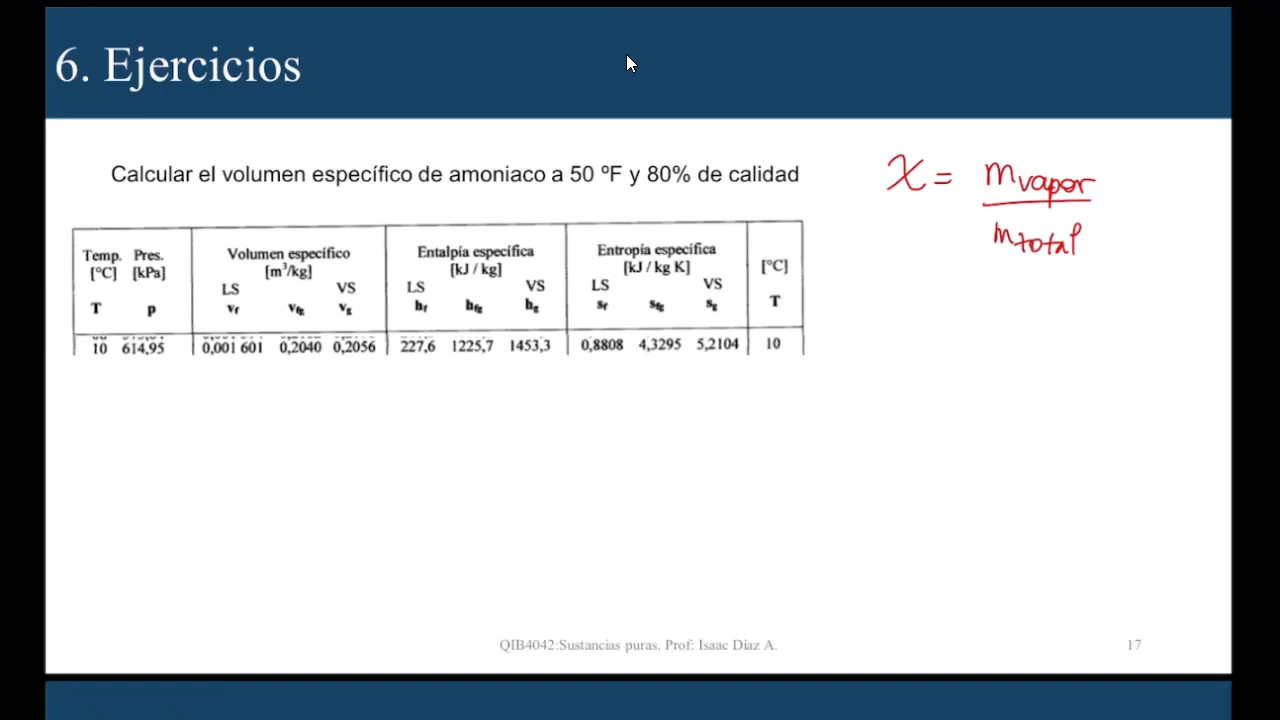 6. Ejercicios
Calcular el volumen específico de amoniaco a 50 ºF y 80% de calidad
x = mvapor
mtotal
Temp. Pres. Volumen específico Entalpía específica Entropía específica
[°C] [kPa] [m³/kg] [kJ / kg] [kJ / kg K] [°C]
LS VS LS VS LS VS
T p vf vfg vg hf hfg hg sf sfg sg T
10 614,95 0,001 601 0,2040 0,2056 227,6 1225,7 1453,3 0,8808 4,3295 5,2104 10
QIB4042:Sustancias puras. Prof: Isaac Díaz A. 17